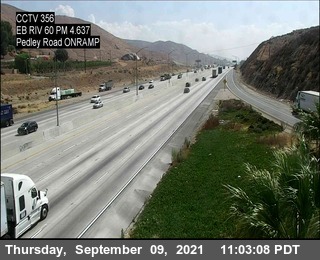 CCTV 356
EB RIV 60 PM 4.637
Pedley Road ONRAMP
Thursday, September 09, 2021 11:03:08 PDT